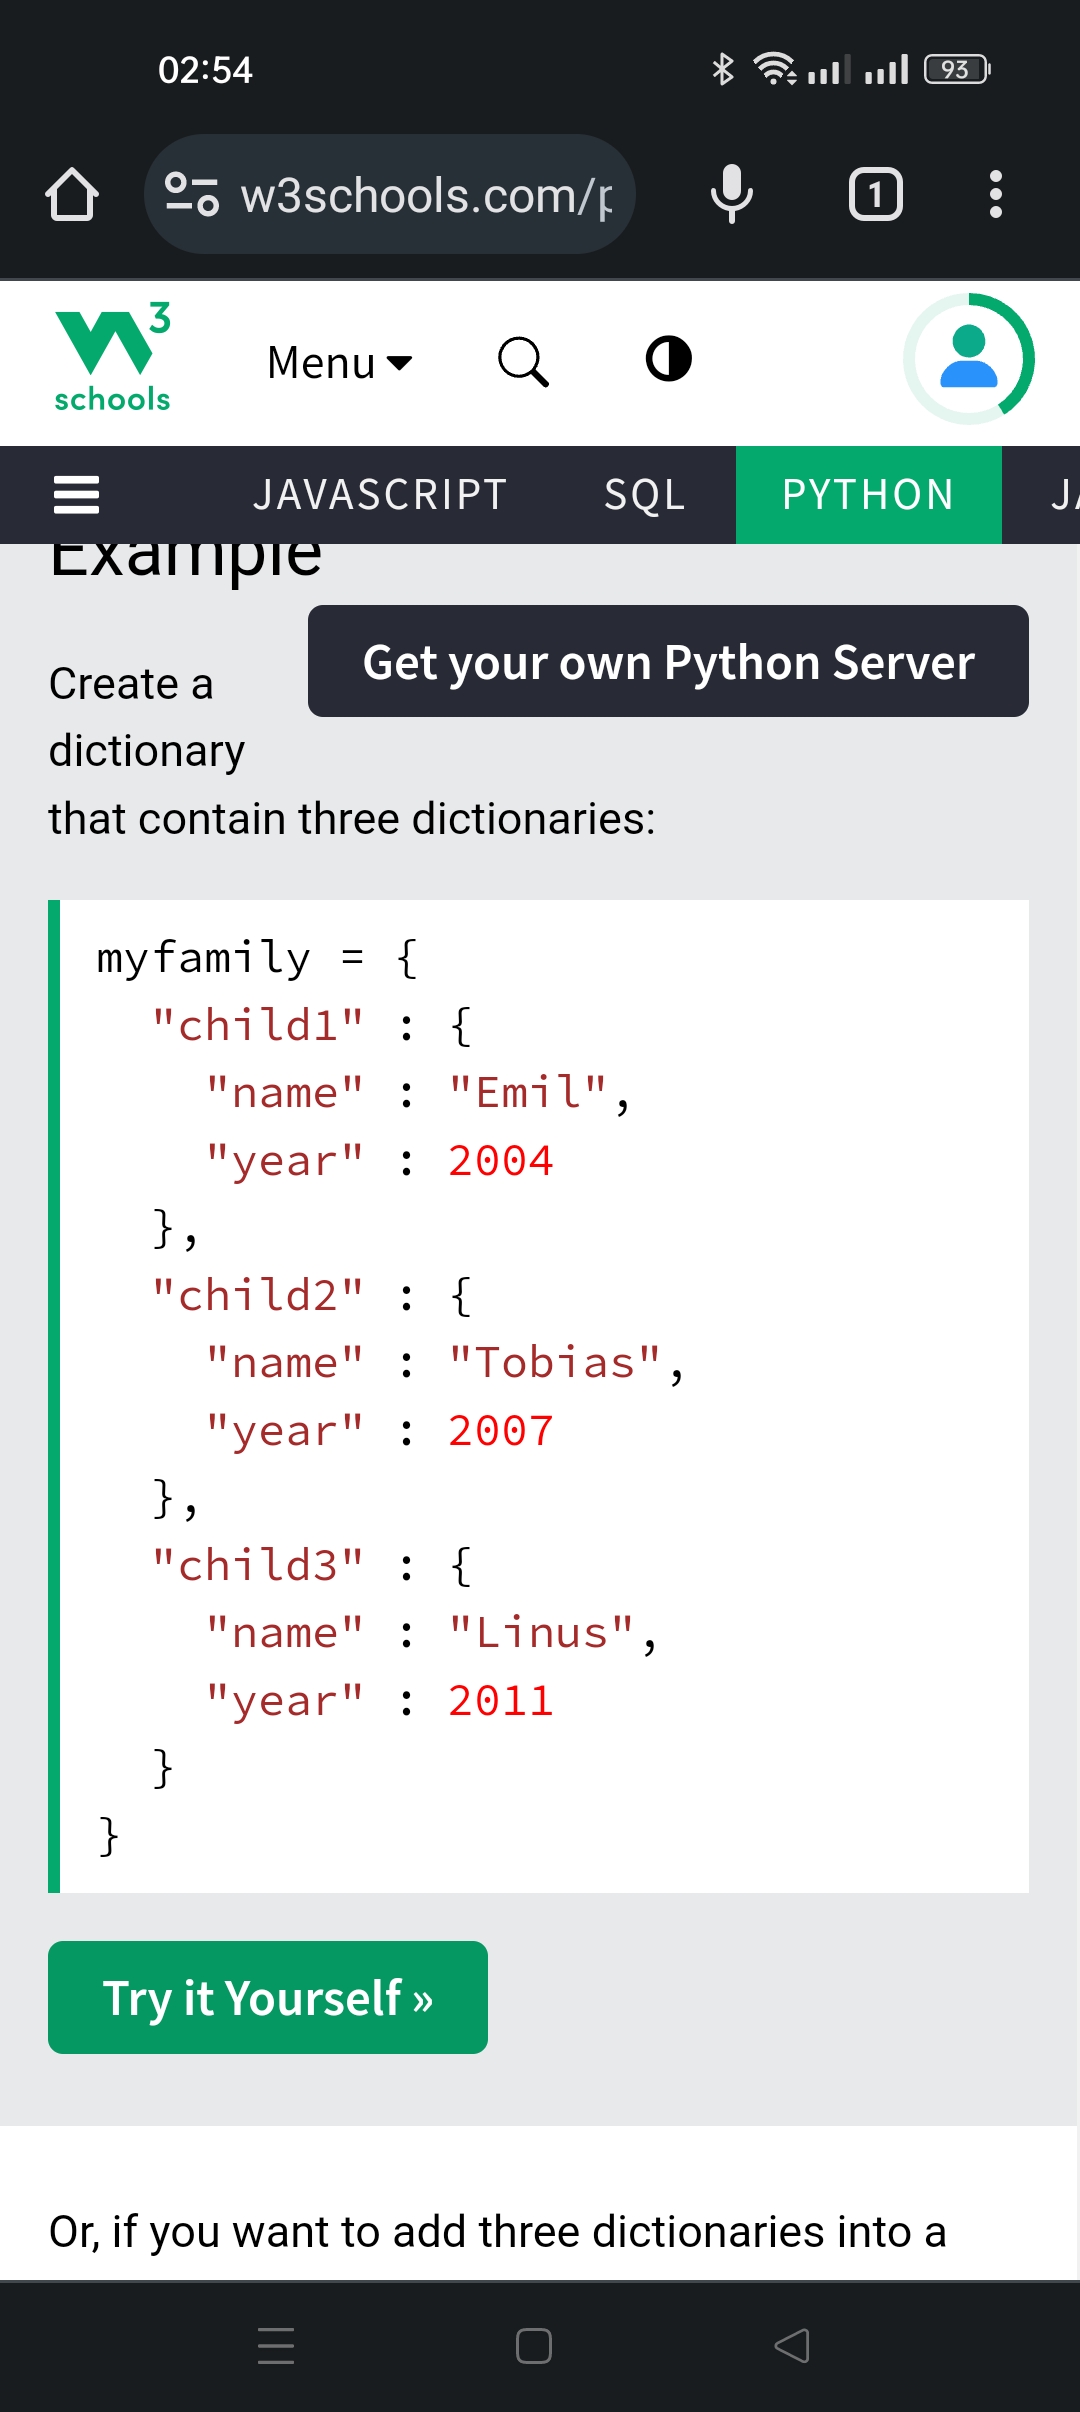 02:54
93
w3schools.com/p
1
W3
schools
Menu
JAVASCRIPT SQL PYTHON
Example
Get your own Python Server
Create a
dictionary
that contain three dictionaries:
myfamily = {
  "child1" : {
    "name" : "Emil",
    "year" : 2004
  },
  "child2" : {
    "name" : "Tobias",
    "year" : 2007
  },
  "child3" : {
    "name" : "Linus",
    "year" : 2011
  }
}
Try it Yourself »
Or, if you want to add three dictionaries into a